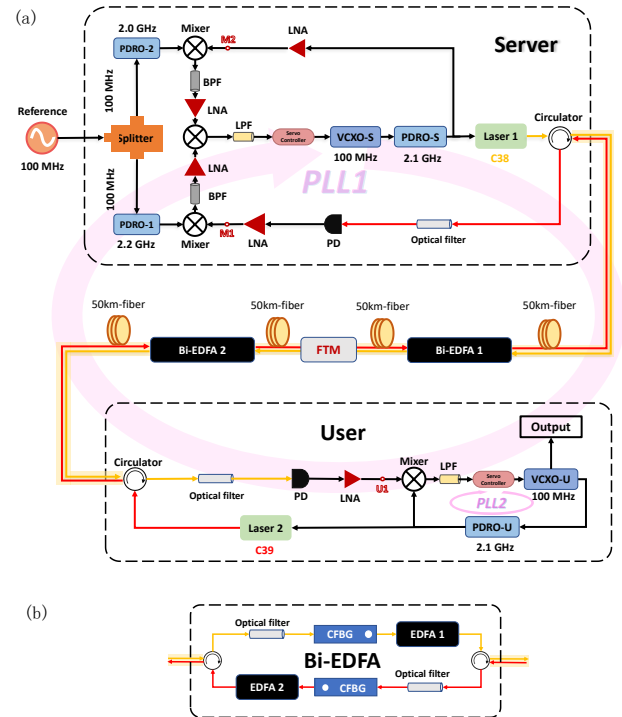 (a)
2.0 GHz
PDRO-2
Mixer
M2
LNA
Server
100 MHz
BPF
LNA
Reference
Splitter
LPF
Servo
Controller
VCXO-S
PDRO-S
Laser 1
Circulator
100 MHz
100 MHz
2.1 GHz
C38
LNA
PLL1
100 MHz
BPF
PDRO-1
2.2 GHz
Mixer
M1
LNA
PD
Optical filter
50km-fiber
50km-fiber
50km-fiber
50km-fiber
Bi-EDFA 2
FTM
Bi-EDFA 1
User
Output
Circulator
Optical filter
PD
LNA
U1
Mixer
LPF
Servo
Controller
VCXO-U
100 MHz
PLL2
Laser 2
C39
PDRO-U
2.1 GHz
(b)
Optical filter
CFBG
EDFA 1
Bi-EDFA
Optical filter
EDFA 2
CFBG